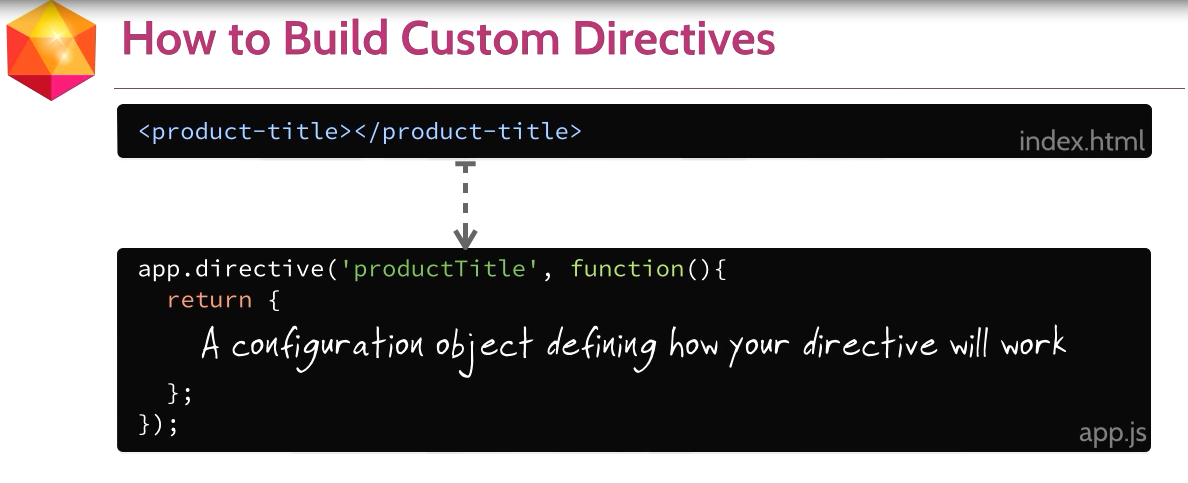 How to Build Custom Directives
<product-title></product-title>
index.html
app.directive('productTitle', function(){
return {
A configuration object defining how your directive will work
};
});
app.js